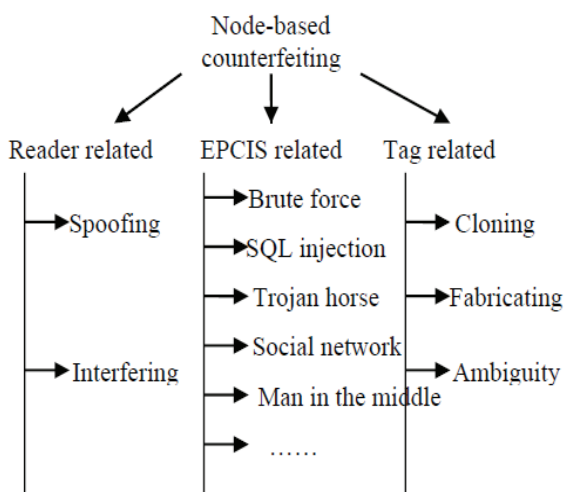 Node-based
counterfeiting
Reader related
EPCIS related
Tag related
Spoofing
Interfering
Brute force
SQL injection
Trojan horse
Social network
Man in the middle
……
Cloning
Fabricating
Ambiguity